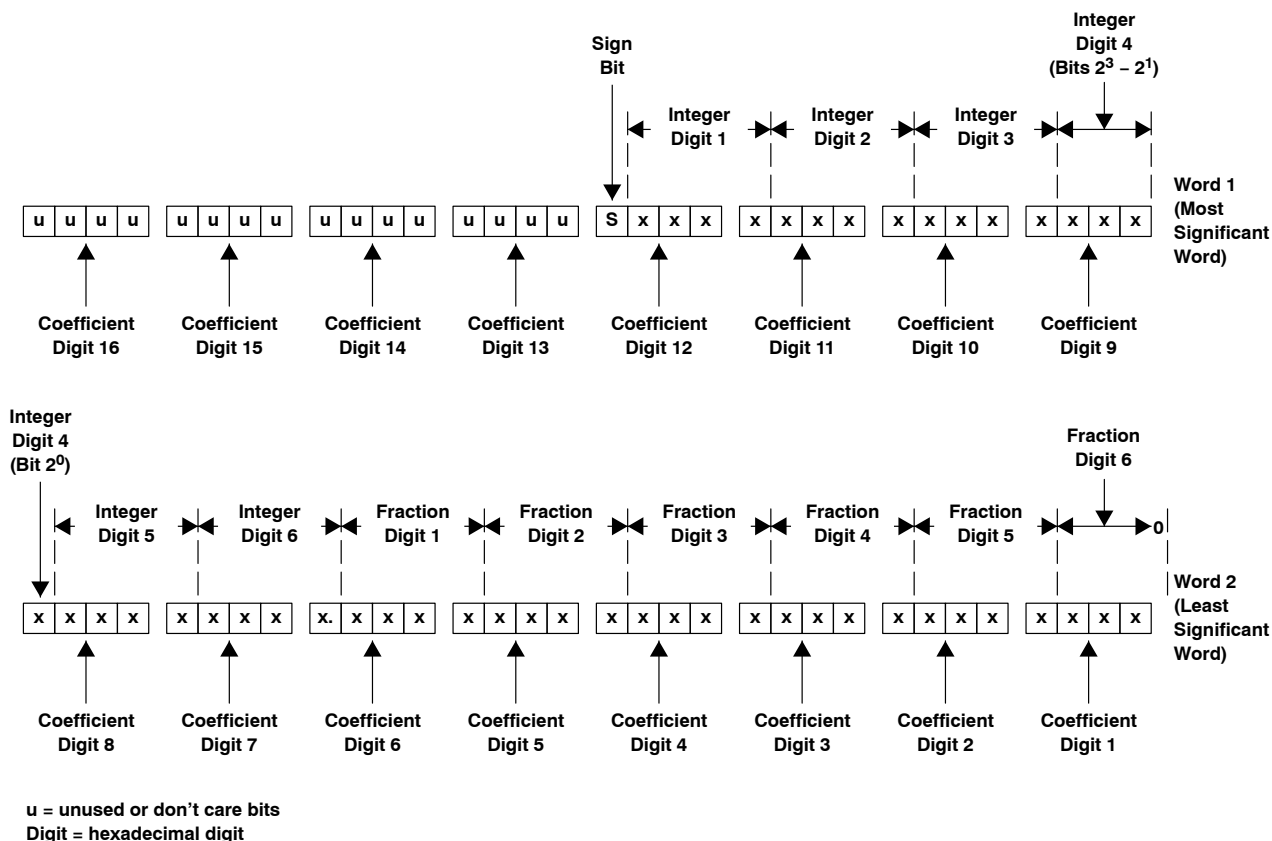 Integer
Digit 4
(Bits 2³ – 2¹)
Sign
Bit
Integer
Digit 1
Integer
Digit 2
Integer
Digit 3
u u u u u u u u u u u u u u u u S x x x x x x x x x x x x x x x
Word 1
(Most
Significant
Word)
Coefficient
Digit 16
Coefficient
Digit 15
Coefficient
Digit 14
Coefficient
Digit 13
Coefficient
Digit 12
Coefficient
Digit 11
Coefficient
Digit 10
Coefficient
Digit 9
Integer
Digit 4
(Bit 2⁰)
Integer
Digit 5
Integer
Digit 6
Fraction
Digit 1
Fraction
Digit 2
Fraction
Digit 3
Fraction
Digit 4
Fraction
Digit 5
Fraction
Digit 6
0
x x x x x x x x x. x x x x x x x x x x x x x x x x x x x x x x x
Word 2
(Least
Significant
Word)
Coefficient
Digit 8
Coefficient
Digit 7
Coefficient
Digit 6
Coefficient
Digit 5
Coefficient
Digit 4
Coefficient
Digit 3
Coefficient
Digit 2
Coefficient
Digit 1
u = unused or don't care bits
Digit = hexadecimal digit